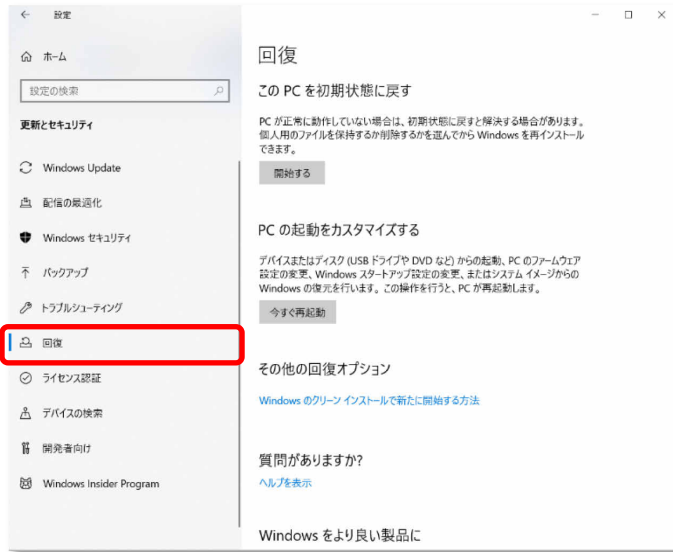 設定
ホーム
設定の検索
更新とセキュリティ
Windows Update
配信の最適化
Windows セキュリティ
バックアップ
トラブルシューティング
回復
ライセンス認証
デバイスの検索
開発者向け
Windows Insider Program
回復
この PC を初期状態に戻す
PC が正常に動作していない場合は、初期状態に戻すと解決する場合があります。
個人用のファイルを保持するか削除するかを選んでから Windows を再インストール
できます。
開始する
PC の起動をカスタマイズする
デバイスまたはディスク (USB ドライブや DVD など) からの起動、PC のファームウェア
設定の変更、Windows スタートアップ設定の変更、またはシステム イメージからの
Windows の復元を行います。この操作を行うと、PC が再起動します。
今すぐ再起動
その他の回復オプション
Windows のクリーン インストールで新たに開始する方法
質問がありますか?
ヘルプを表示
Windows をより良い製品に